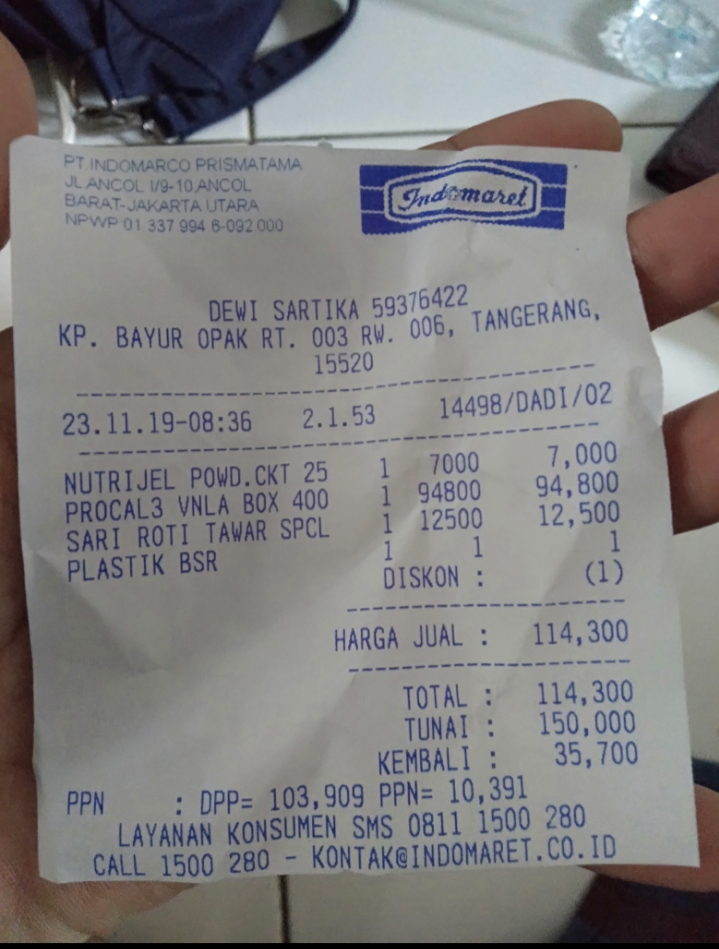 PT.INDOMARCO PRISMATAMA
JL.ANCOL I/9-10,ANCOL
BARAT-JAKARTA UTARA
NPWP 01 337 994 6-092.000
Indomaret
DEWI SARTIKA 59376422
KP. BAYUR OPAK RT. 003 RW. 006, TANGERANG,
15520
23.11.19-08:36 2.1.53 14498/DADI/02
NUTRIJEL POWD.CKT 25 1 7000 7,000
PROCAL3 VNLA BOX 400 1 94800 94,800
SARI ROTI TAWAR SPCL 1 12500 12,500
PLASTIK BSR 1 1 1
DISKON : (1)
HARGA JUAL : 114,300
TOTAL : 114,300
TUNAI : 150,000
KEMBALI : 35,700
PPN : DPP= 103,909 PPN= 10,391
LAYANAN KONSUMEN SMS 0811 1500 280
CALL 1500 280 - KONTAK@INDOMARET.CO.ID